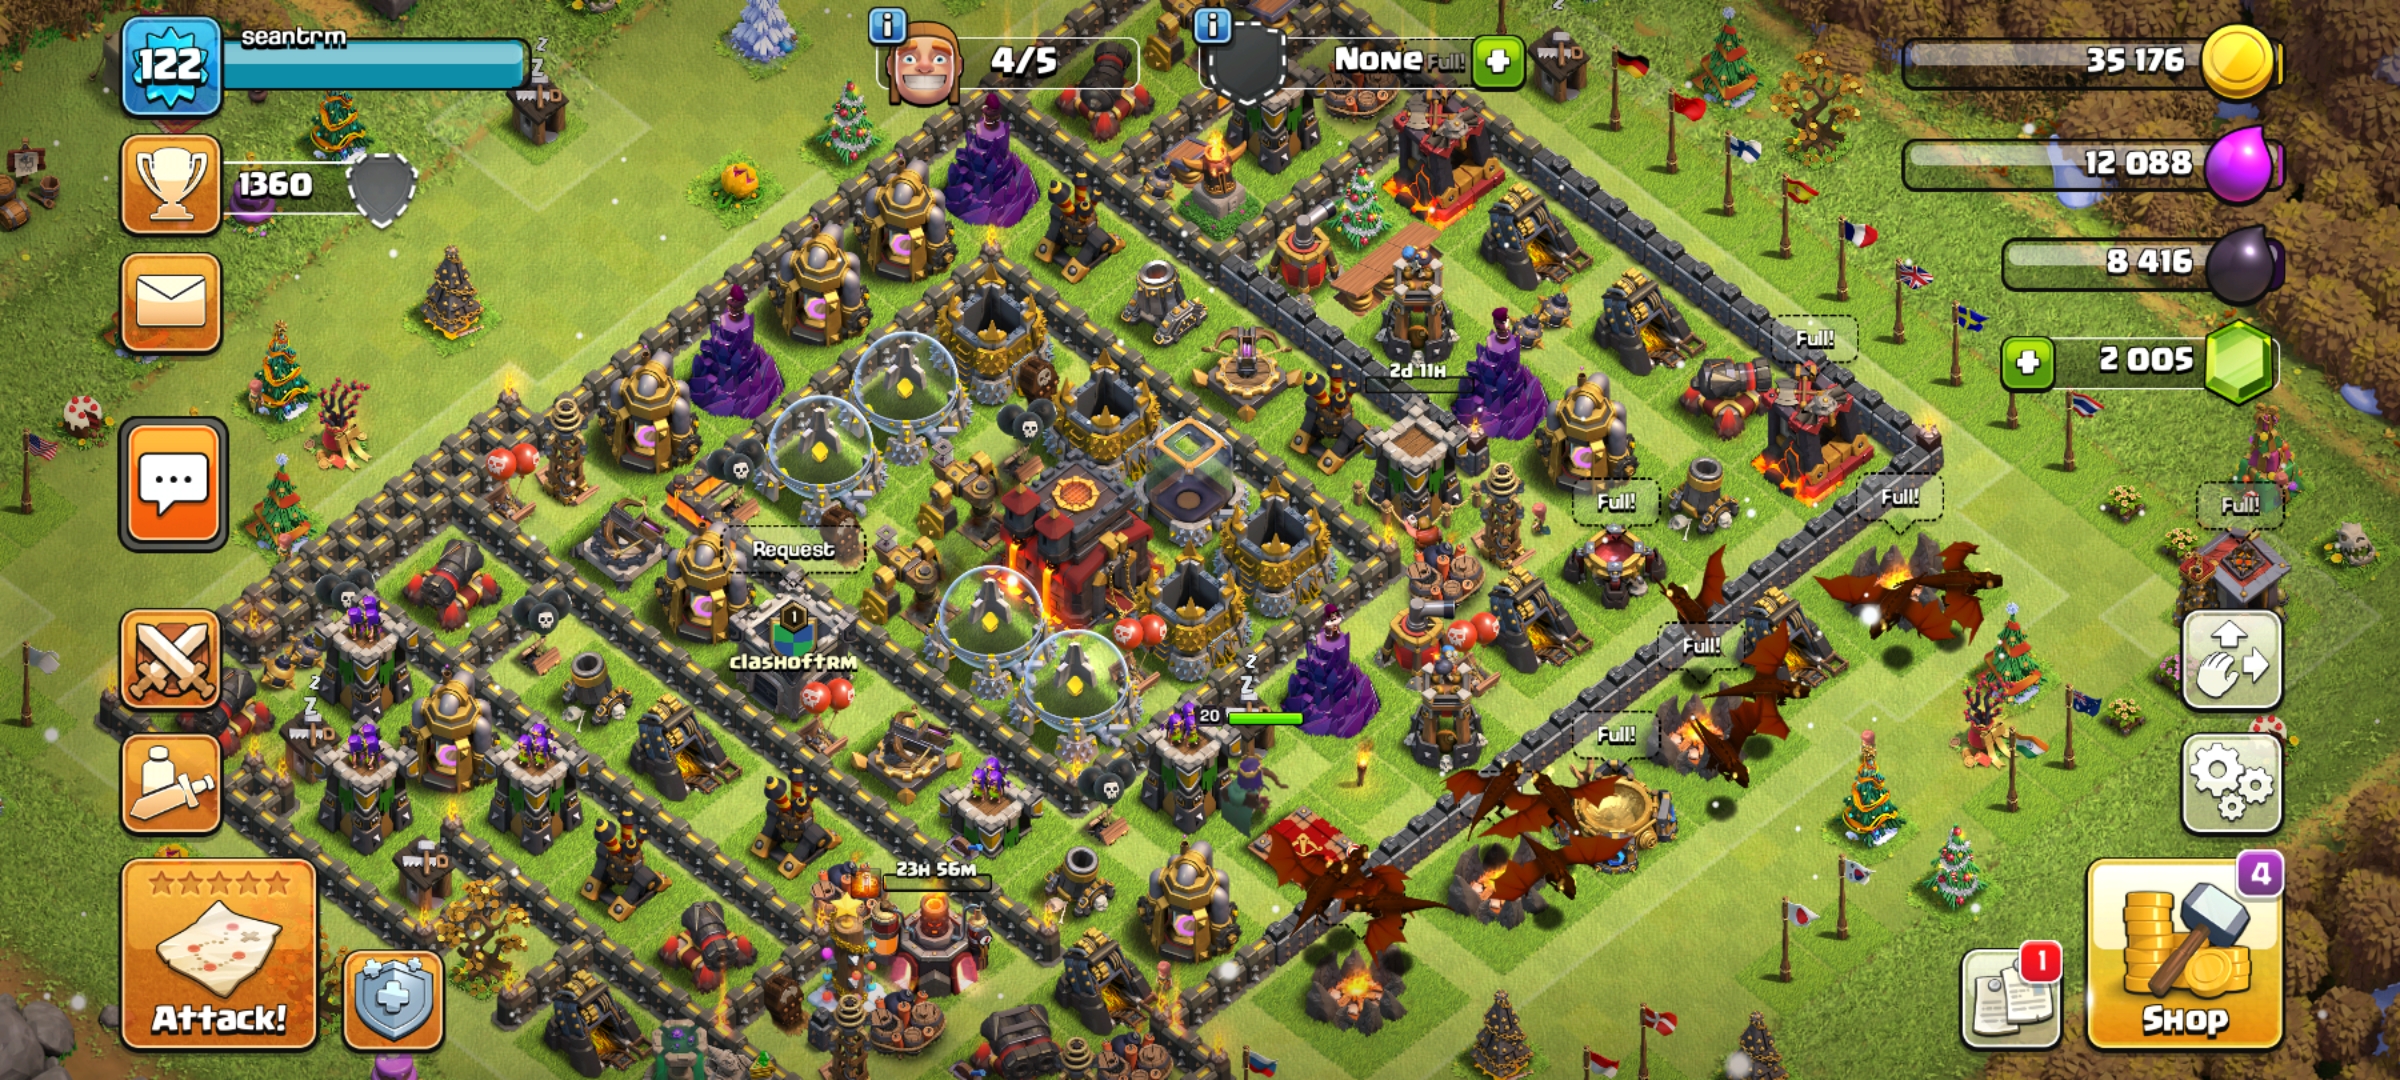 122
seantrm
4/5
None
Full!
35 176
1360
12 088
8 416
Full!
2 005
2d 11H
Full!
Full!
Full!
Request
1
clashoftRM
Full!
20
Full!
4
23H 56M
1
Attack!
Shop